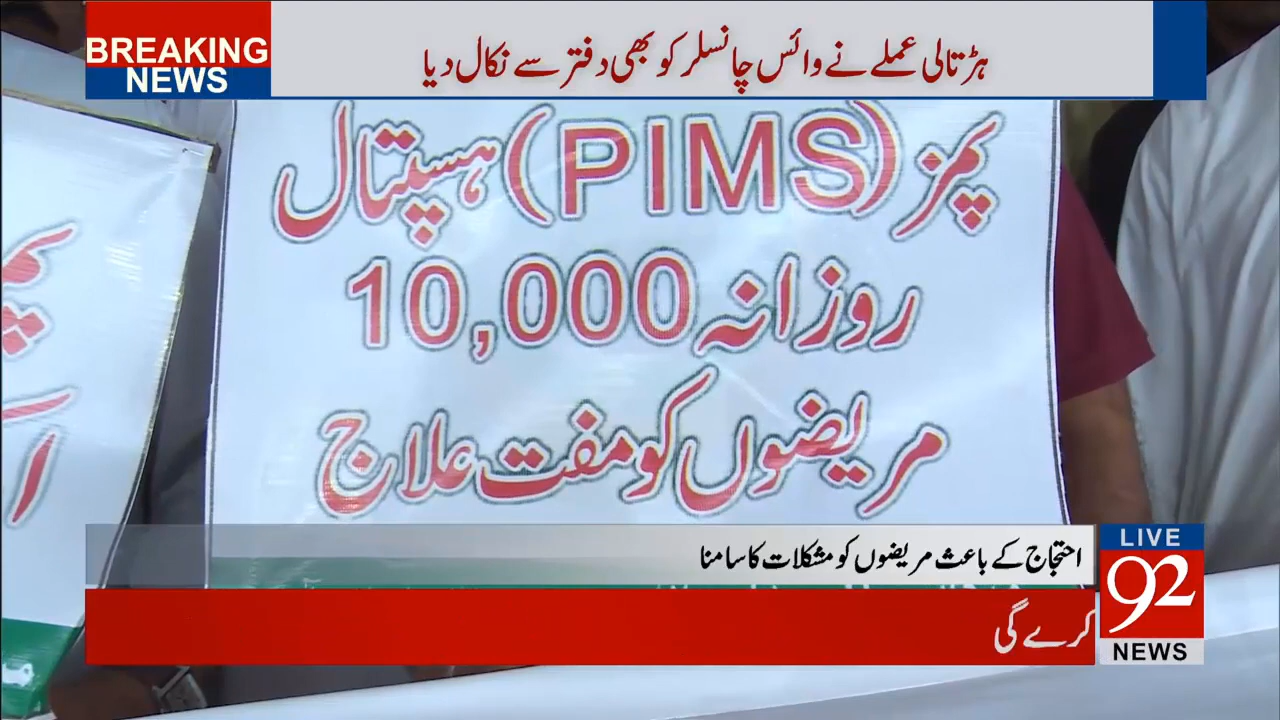 BREAKING
NEWS
ہڑتالی عملے نے وائس چانسلر کو بھی دفتر سے نکال دیا
پمز (PIMS) ہسپتال
روزانہ 10,000
مریضوں کو مفت علاج
احتجاج کے باعث مریضوں کو مشکلات کا سامنا
کرے گی
LIVE
92
NEWS